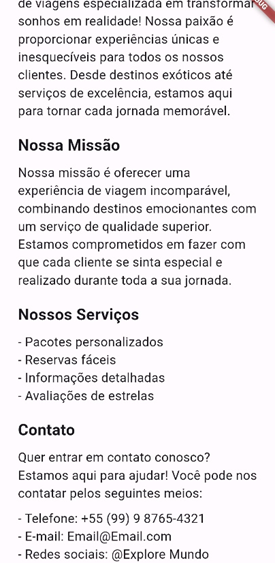 de viagens especializada em transformar
sonhos em realidade! Nossa paixão é
proporcionar experiências únicas e
inesquecíveis para todos os nossos
clientes. Desde destinos exóticos até
serviços de excelência, estamos aqui
para tornar cada jornada memorável.
Nossa Missão
Nossa missão é oferecer uma
experiência de viagem incomparável,
combinando destinos emocionantes com
um serviço de qualidade superior.
Estamos comprometidos em fazer com
que cada cliente se sinta especial e
realizado durante toda a sua jornada.
Nossos Serviços
- Pacotes personalizados
- Reservas fáceis
- Informações detalhadas
- Avaliações de estrelas
Contato
Quer entrar em contato conosco?
Estamos aqui para ajudar! Você pode nos
contatar pelos seguintes meios:
- Telefone: +55 (99) 9 8765-4321
- E-mail: Email@Email.com
- Redes sociais: @Explore Mundo